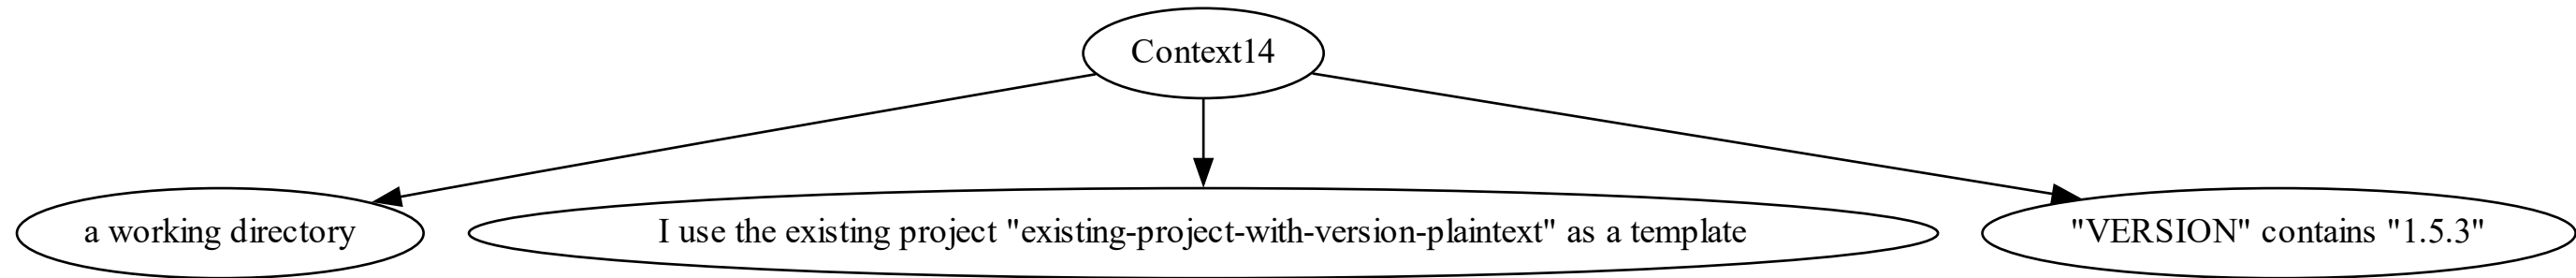 Context14
a working directory
I use the existing project "existing-project-with-version-plaintext" as a template
"VERSION" contains "1.5.3"